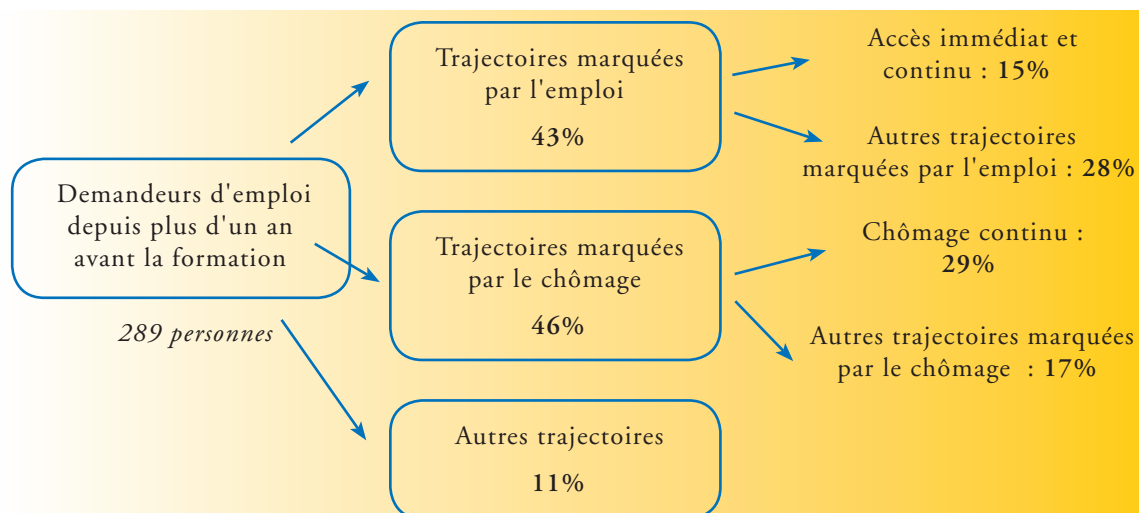 Demandeurs d'emploi
depuis plus d'un an
avant la formation
289 personnes
Trajectoires marquées
par l'emploi
43%
Accès immédiat et
continu : 15%
Autres trajectoires
marquées par l'emploi : 28%
Trajectoires marquées
par le chômage
46%
Chômage continu :
29%
Autres trajectoires marquées
par le chômage : 17%
Autres trajectoires
11%